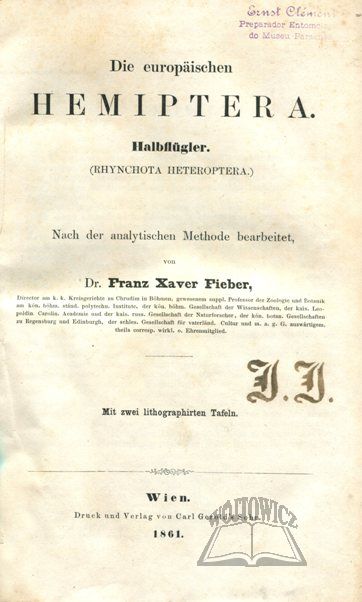 Ernst Clément
Preparador Entomo
do Museu
Die europäischen
HEMIPTERA.
Halbflügler.
(RHYNCHOTA HETEROPTERA.)
Nach der analytischen Methode bearbeitet,
von
Dr. Franz Xaver Fieber,
Director am k. k. Kreisgerichte zu Chrudim in Böhmen, gewesenem suppl. Professor der Zoologie und Botanik
am kön. böhm. ständ. polytechn. Institute, der kön. böhm. Gesellschaft der Wissenschaften, der kais. Leo-
poldin. Carolin. Academie und der kais. russ. Gesellschaft der Naturforscher, der kön. botan. Gesellschaften
zu Regensburg und Edinburgh, der schles. Gesellschaft für vaterländ. Cultur und m. a. g. G. auswärtigem,
theils corresp. wirkl. o. Ehrenmitglied.
J. J.
Mit zwei lithographirten Tafeln.
Wien.
Druck und Verlag von Carl Gerold's Sohn.
1861.
WÓJTOWICZ